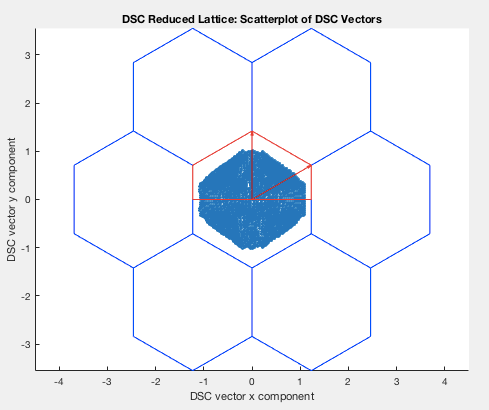 DSC Reduced Lattice: Scatterplot of DSC Vectors
DSC vector y component
3
2
1
0
-1
-2
-3
-4 -3 -2 -1 0 1 2 3 4
DSC vector x component